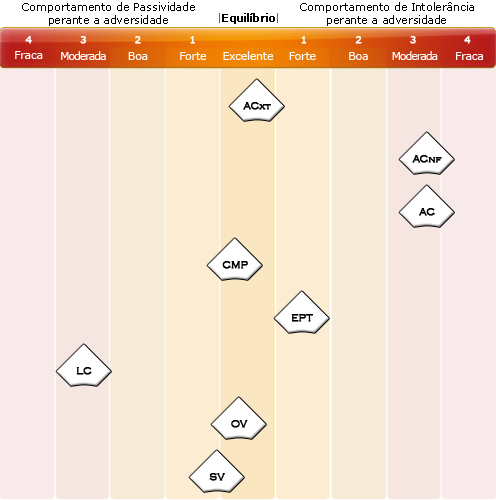 Comportamento de Passividade
perante a adversidade
|Equilíbrio|
Comportamento de Intolerância
perante a adversidade
4 3 2 1 1 2 3 4
Fraca Moderada Boa Forte Excelente Forte Boa Moderada Fraca
ACXT
ACNF
AC
CMP
EPT
LC
OV
SV